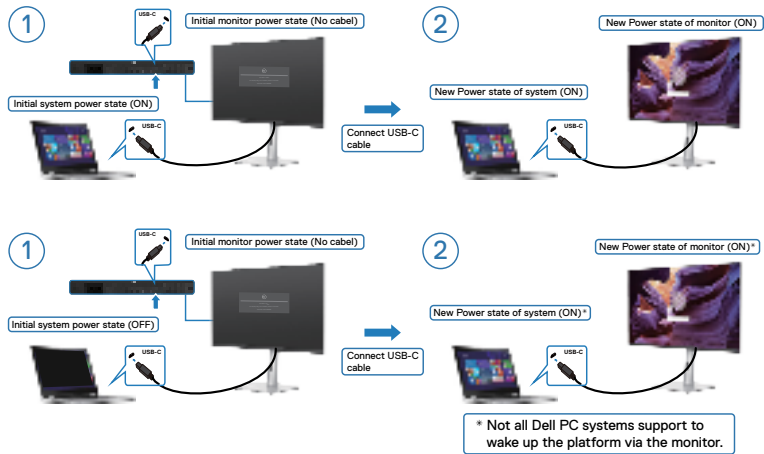 1
USB-C
Initial monitor power state (No cabel)
2
New Power state of monitor (ON)
Initial system power state (ON)
USB-C
Connect USB-C
cable
New Power state of system (ON)
USB-C
1
USB-C
Initial monitor power state (No cabel)
2
New Power state of monitor (ON)*
Initial system power state (OFF)
USB-C
Connect USB-C
cable
New Power state of system (ON)*
USB-C
* Not all Dell PC systems support to
wake up the platform via the monitor.